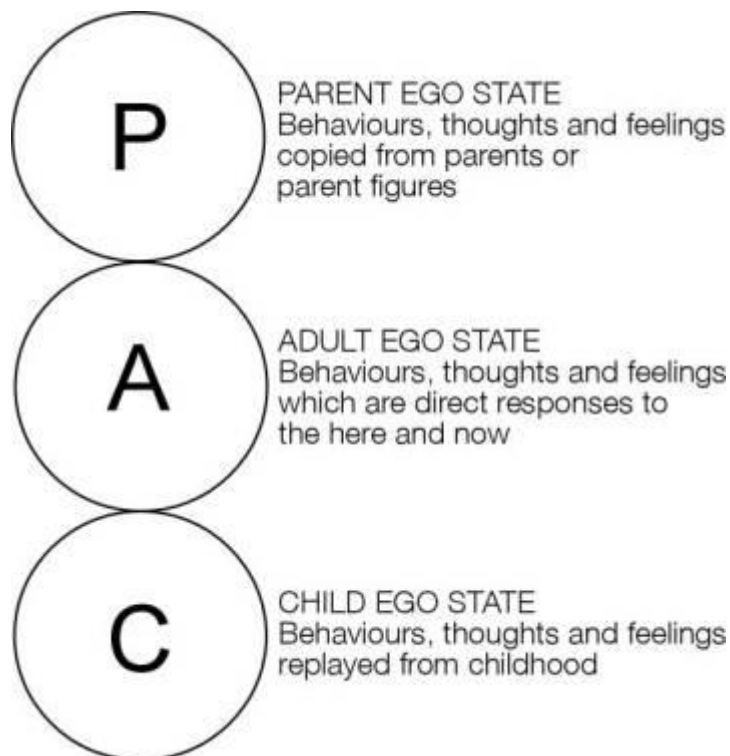 P
PARENT EGO STATE
Behaviours, thoughts and feelings
copied from parents or
parent figures
A
ADULT EGO STATE
Behaviours, thoughts and feelings
which are direct responses to
the here and now
C
CHILD EGO STATE
Behaviours, thoughts and feelings
replayed from childhood